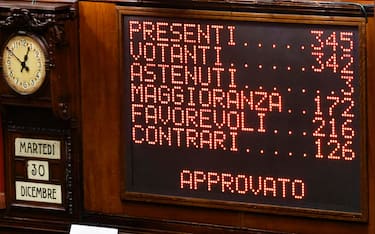 PRESENTI.....345
VOTANTI.....342
ASTENUTI.....3
MAGGIORANZA..172
FAVOREVOLI...216
CONTRARI.....126
APPROVATO
MARTEDI
30
DICEMBRE